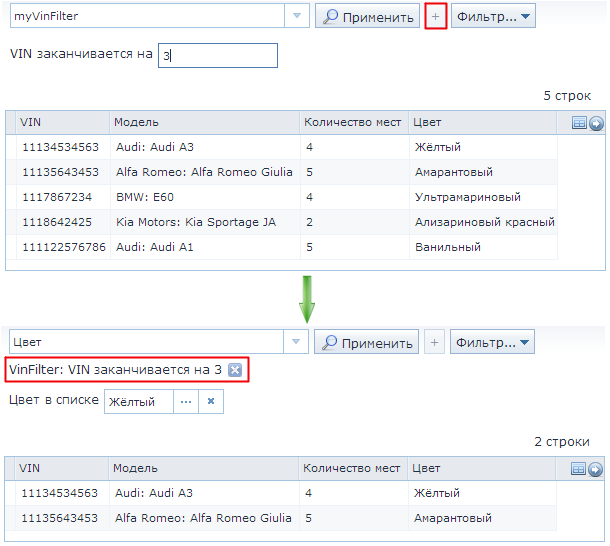 myVinFilter Применить + Фильтр...
VIN заканчивается на 3
5 строк
VIN Модель Количество мест Цвет
11134534563 Audi: Audi A3 4 Жёлтый
11135643453 Alfa Romeo: Alfa Romeo Giulia 5 Амарантовый
1117867234 BMW: E60 4 Ультрамариновый
1118642425 Kia Motors: Kia Sportage JA 2 Ализариновый красный
111122576786 Audi: Audi A1 5 Ванильный
Цвет Применить + Фильтр...
VinFilter: VIN заканчивается на 3
Цвет в списке Жёлтый ...
2 строки
VIN Модель Количество мест Цвет
11134534563 Audi: Audi A3 4 Жёлтый
11135643453 Alfa Romeo: Alfa Romeo Giulia 5 Амарантовый